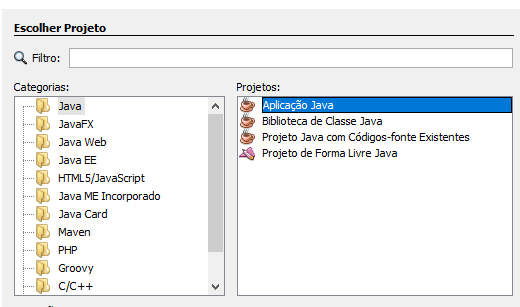 Escolher Projeto
Filtro:
Categorias:
Java
JavaFX
Java Web
Java EE
HTML5/JavaScript
Java ME Incorporado
Java Card
Maven
PHP
Groovy
C/C++
Projetos:
Aplicação Java
Biblioteca de Classe Java
Projeto Java com Códigos-fonte Existentes
Projeto de Forma Livre Java